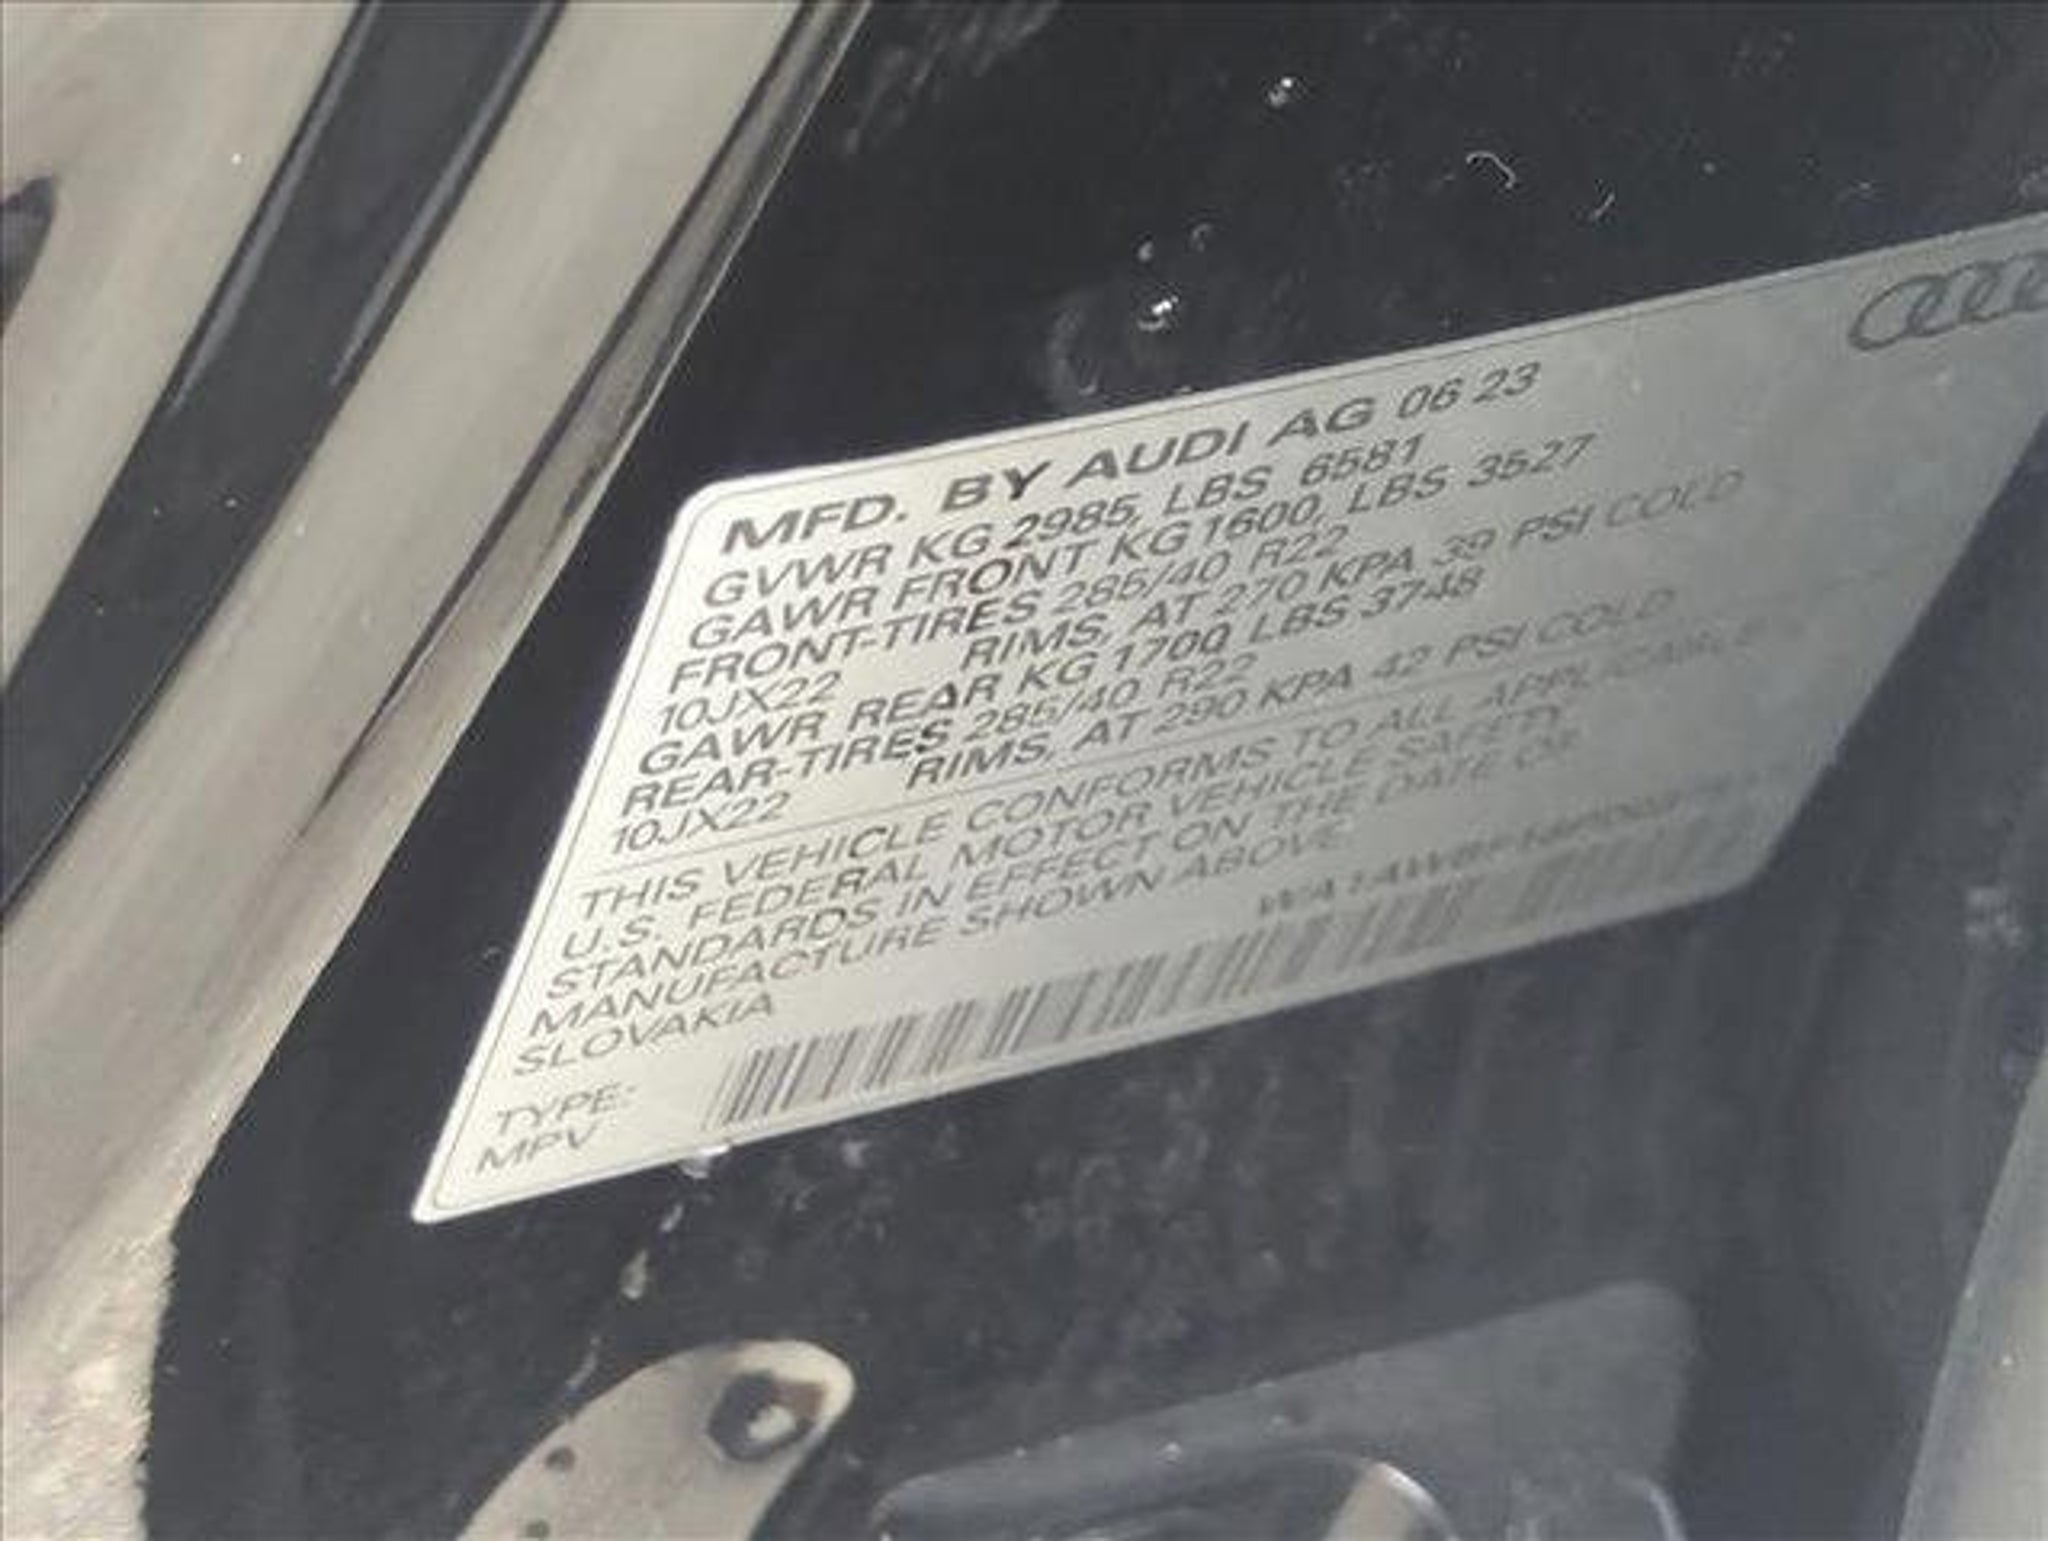 MFD. BY AUDI AG 06 23
GVWR KG 2985, LBS 6581
GAWR FRONT KG 1600, LBS 3527
FRONT-TIRES 285/40 R22
10JX22 RIMS, AT 270 KPA 39 PSI COLD
GAWR REAR KG 1700 LBS 3748
REAR-TIRES 285/40 R22
10JX22 RIMS, AT 290 KPA 42 PSI COLD
THIS VEHICLE CONFORMS TO ALL APPLICABLE
U.S. FEDERAL MOTOR VEHICLE SAFETY
STANDARDS IN EFFECT ON THE DATE OF
MANUFACTURE SHOWN ABOVE.
SLOVAKIA
TYPE:
MPV